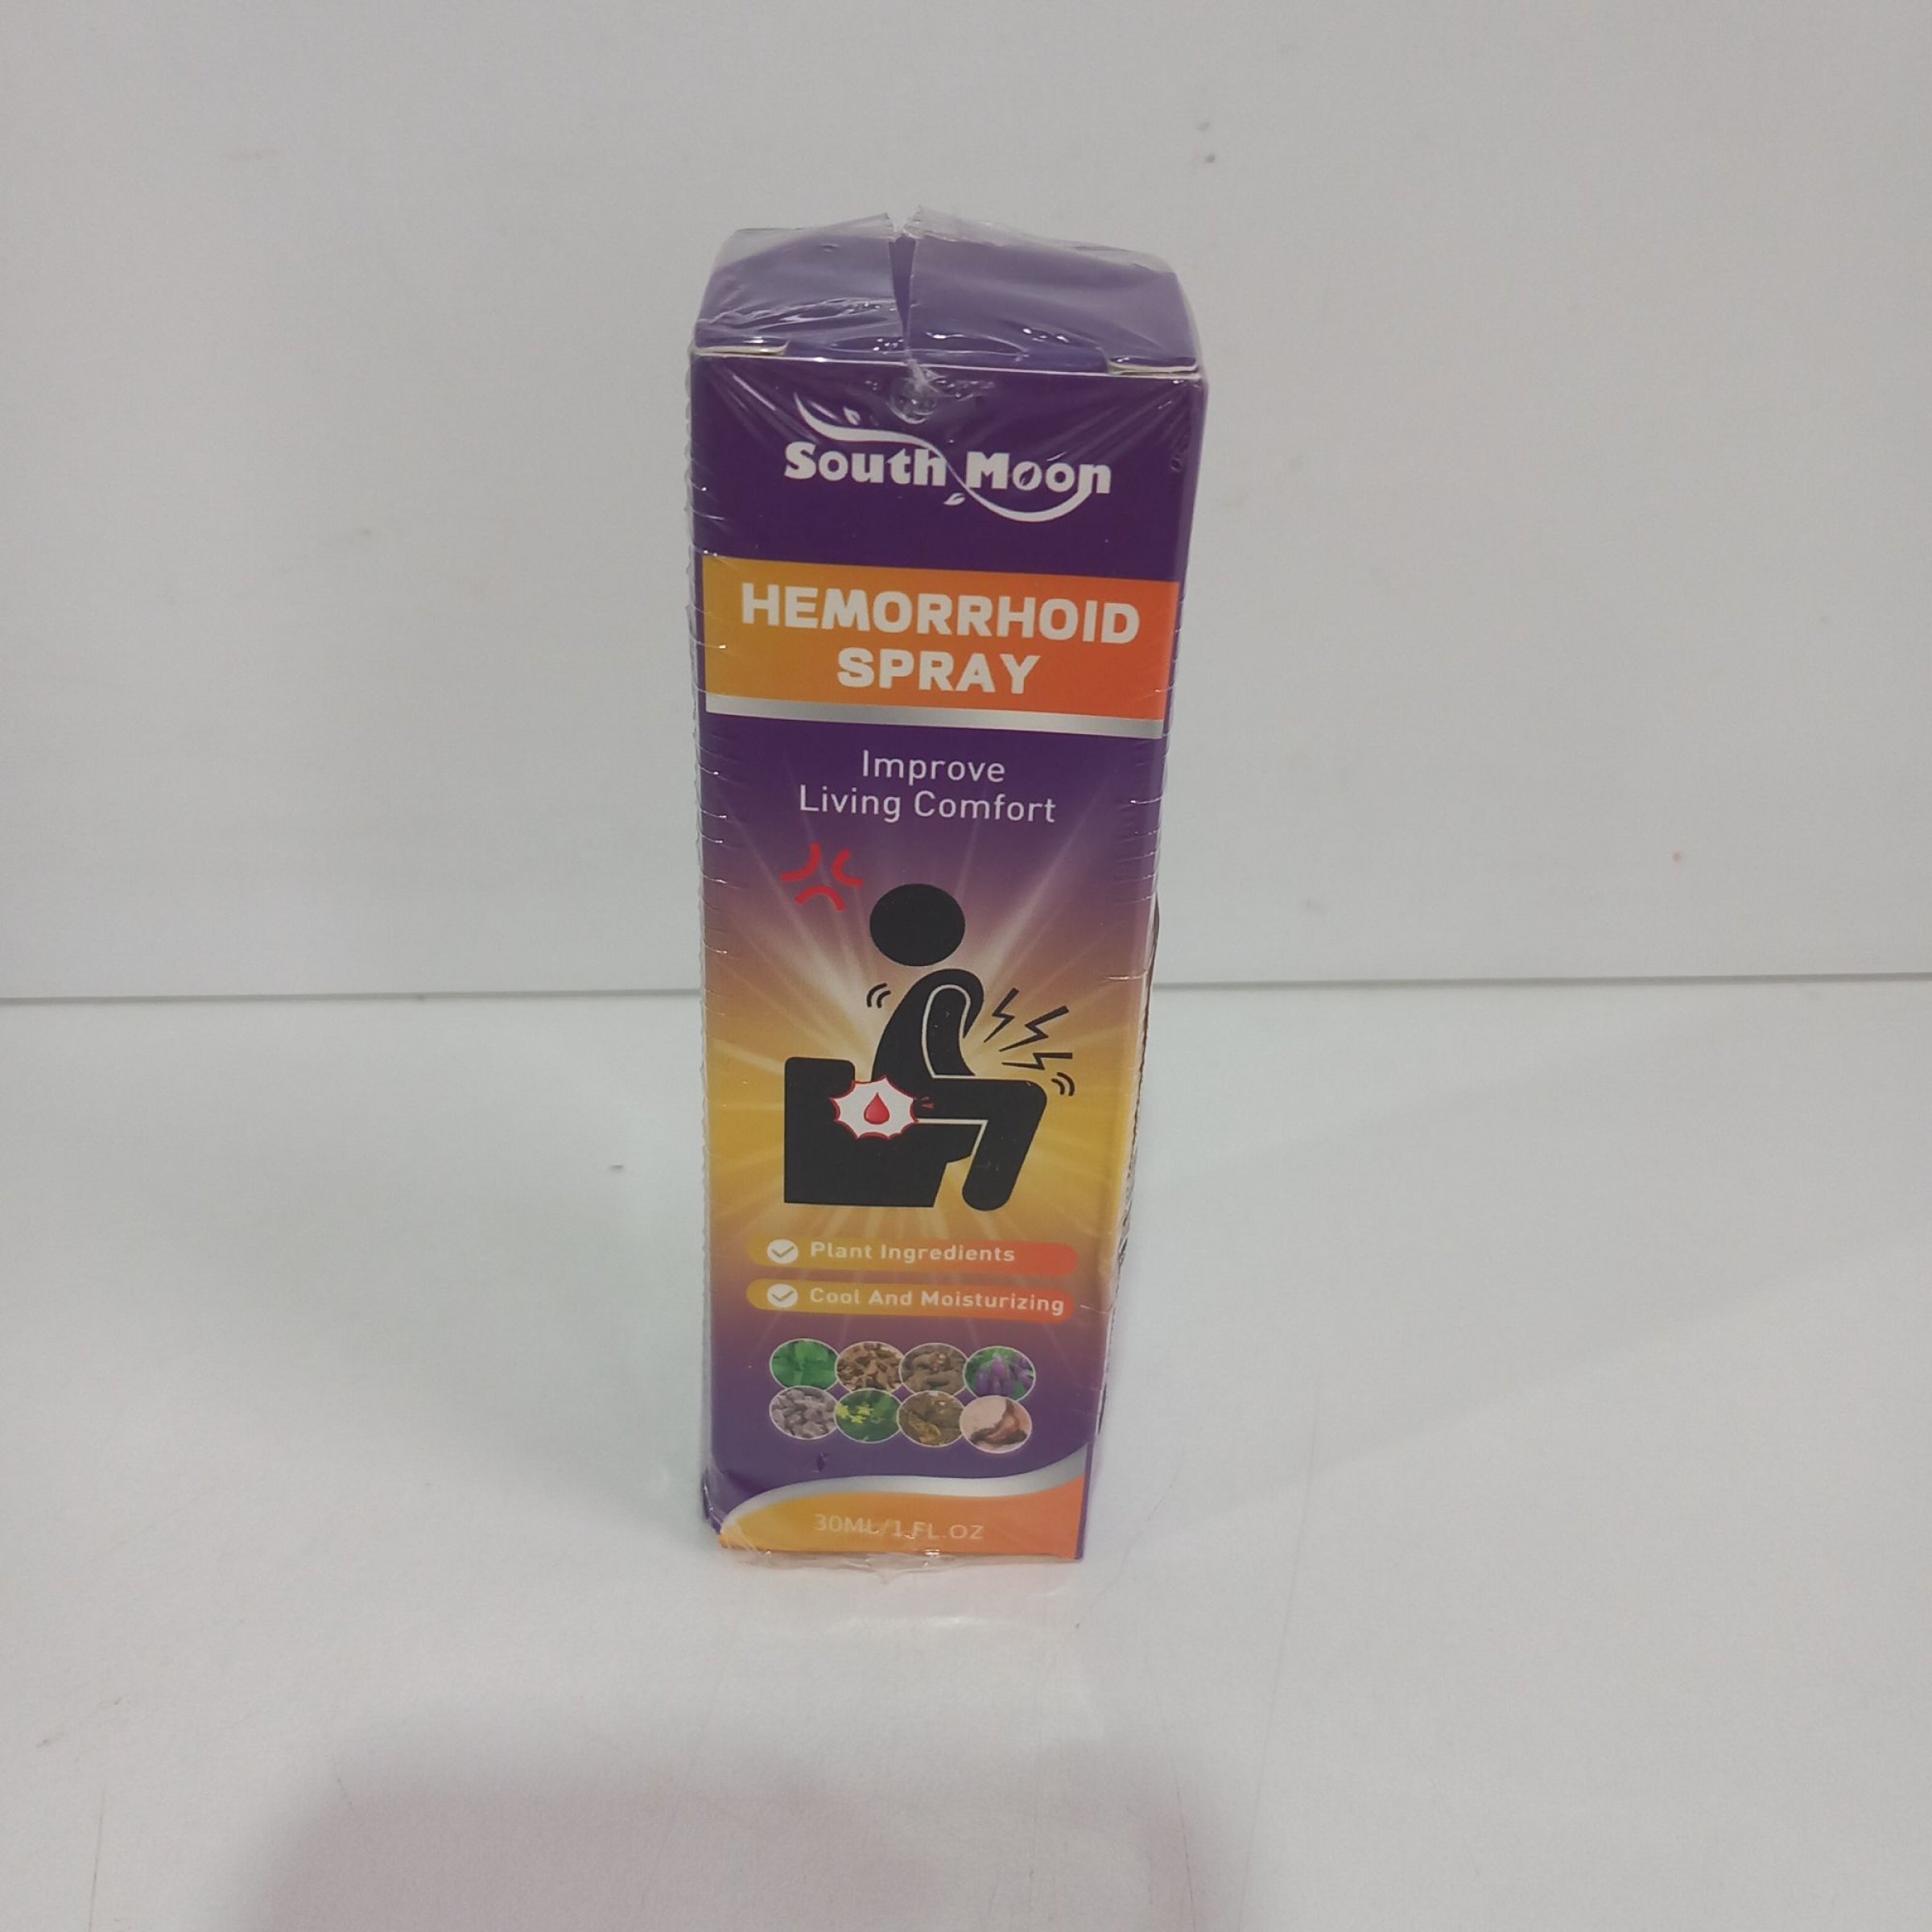 South Moon
HEMORRHOID
SPRAY
Improve
Living Comfort
Plant Ingredients
Cool And Moisturizing
30ML/1 FL.OZ